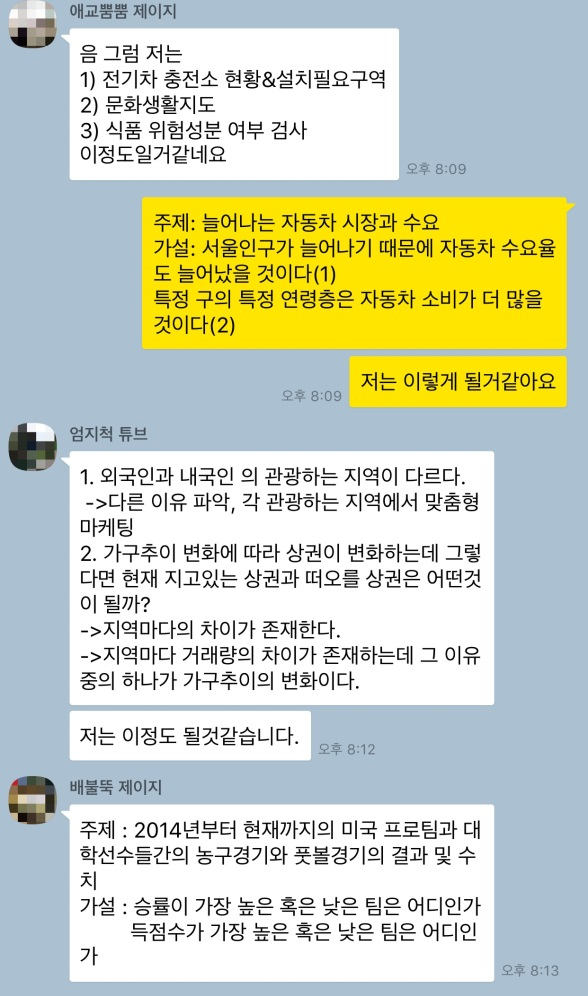 애교뿜뿜 제이지
음 그럼 저는
1) 전기차 충전소 현황&설치필요구역
2) 문화생활지도
3) 식품 위험성분 여부 검사
이정도일거같네요
오후 8:09
주제: 늘어나는 자동차 시장과 수요
가설: 서울인구가 늘어나기 때문에 자동차 수요율
도 늘어났을 것이다(1)
특정 구의 특정 연령층은 자동차 소비가 더 많을
것이다(2)
저는 이렇게 될거같아요
오후 8:09
엄지척 튜브
1. 외국인과 내국인 의 관광하는 지역이 다르다.
->다른 이유 파악, 각 관광하는 지역에서 맞춤형
마케팅
2. 가구추이 변화에 따라 상권이 변화하는데 그렇
다면 현재 지고있는 상권과 떠오를 상권은 어떤것
이 될까?
->지역마다의 차이가 존재한다.
->지역마다 거래량의 차이가 존재하는데 그 이유
중의 하나가 가구추이의 변화이다.
저는 이정도 될것같습니다.
오후 8:12
배불뚝 제이지
주제 : 2014년부터 현재까지의 미국 프로팀과 대
학선수들간의 농구경기와 풋볼경기의 결과 및 수
치
가설 : 승률이 가장 높은 혹은 낮은 팀은 어디인가
득점수가 가장 높은 혹은 낮은 팀은 어디인
가
오후 8:13